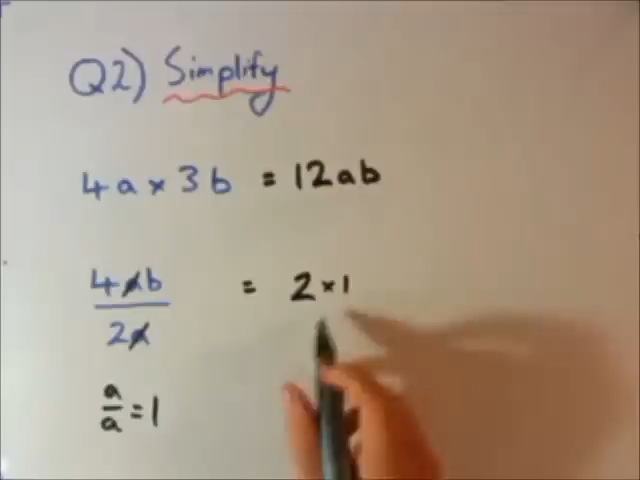 Q2) Simplify
4a × 3b = 12ab
4ab / 2a = 2 × 1
a / a = 1